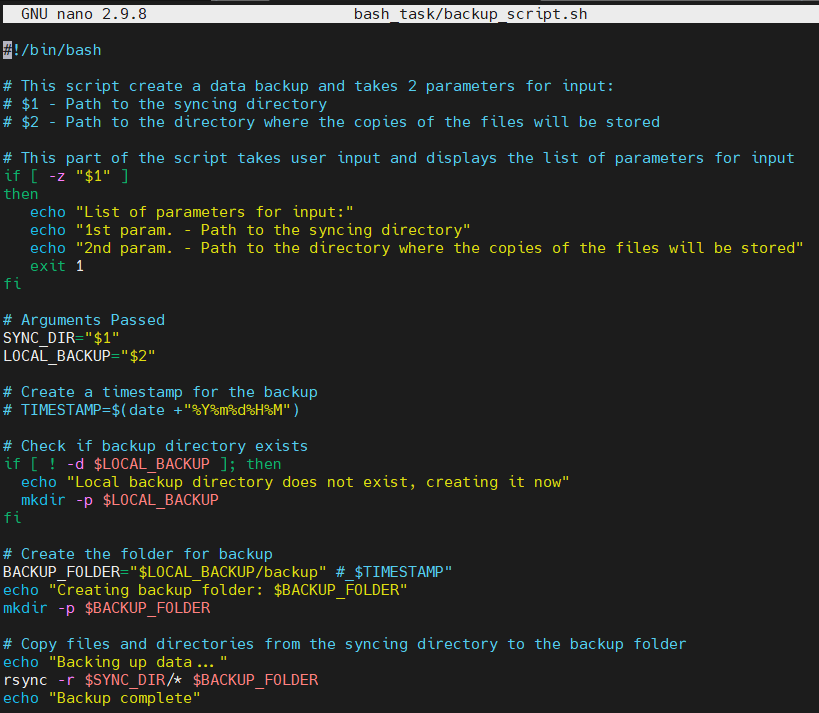 GNU nano 2.9.8 bash_task/backup_script.sh
#!/bin/bash
# This script create a data backup and takes 2 parameters for input:
# $1 - Path to the syncing directory
# $2 - Path to the directory where the copies of the files will be stored
# This part of the script takes user input and displays the list of parameters for input
if [ -z "$1" ]
then
   echo "List of parameters for input:"
   echo "1st param. - Path to the syncing directory"
   echo "2nd param. - Path to the directory where the copies of the files will be stored"
   exit 1
fi
# Arguments Passed
SYNC_DIR="$1"
LOCAL_BACKUP="$2"
# Create a timestamp for the backup
# TIMESTAMP=$(date +"%Y%m%d%H%M")
# Check if backup directory exists
if [ ! -d $LOCAL_BACKUP ]; then
  echo "Local backup directory does not exist, creating it now"
  mkdir -p $LOCAL_BACKUP
fi
# Create the folder for backup
BACKUP_FOLDER="$LOCAL_BACKUP/backup" #_$TIMESTAMP"
echo "Creating backup folder: $BACKUP_FOLDER"
mkdir -p $BACKUP_FOLDER
# Copy files and directories from the syncing directory to the backup folder
echo "Backing up data..."
rsync -r $SYNC_DIR/* $BACKUP_FOLDER
echo "Backup complete"